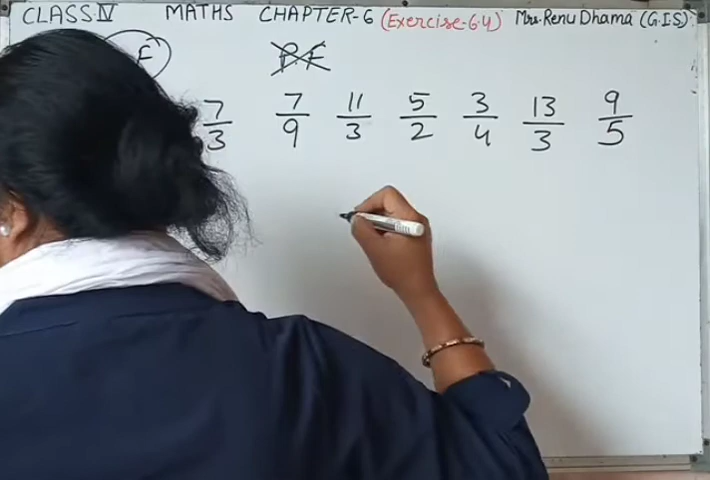 CLASS IV MATHS CHAPTER-6 (Exercise-6.4) Mrs. Renu Dhama (G.I.S)
F P.F
7/3 7/9 11/3 5/2 3/4 13/3 9/5